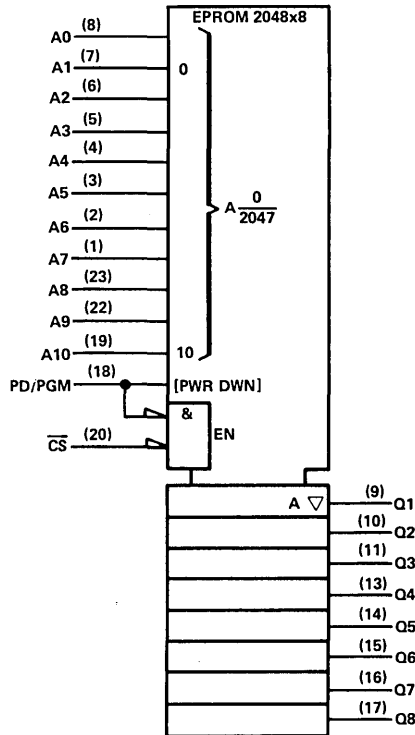 EPROM 2048x8
A0 (8)
A1 (7) 0
A2 (6)
A3 (5)
A4 (4)
A5 (3)
A 0/2047
A6 (2)
A7 (1)
A8 (23)
A9 (22)
A10 (19) 10
PD/PGM (18) [PWR DWN]
&
EN
C̅S̅ (20)
A ▽ (9) Q1
(10) Q2
(11) Q3
(13) Q4
(14) Q5
(15) Q6
(16) Q7
(17) Q8